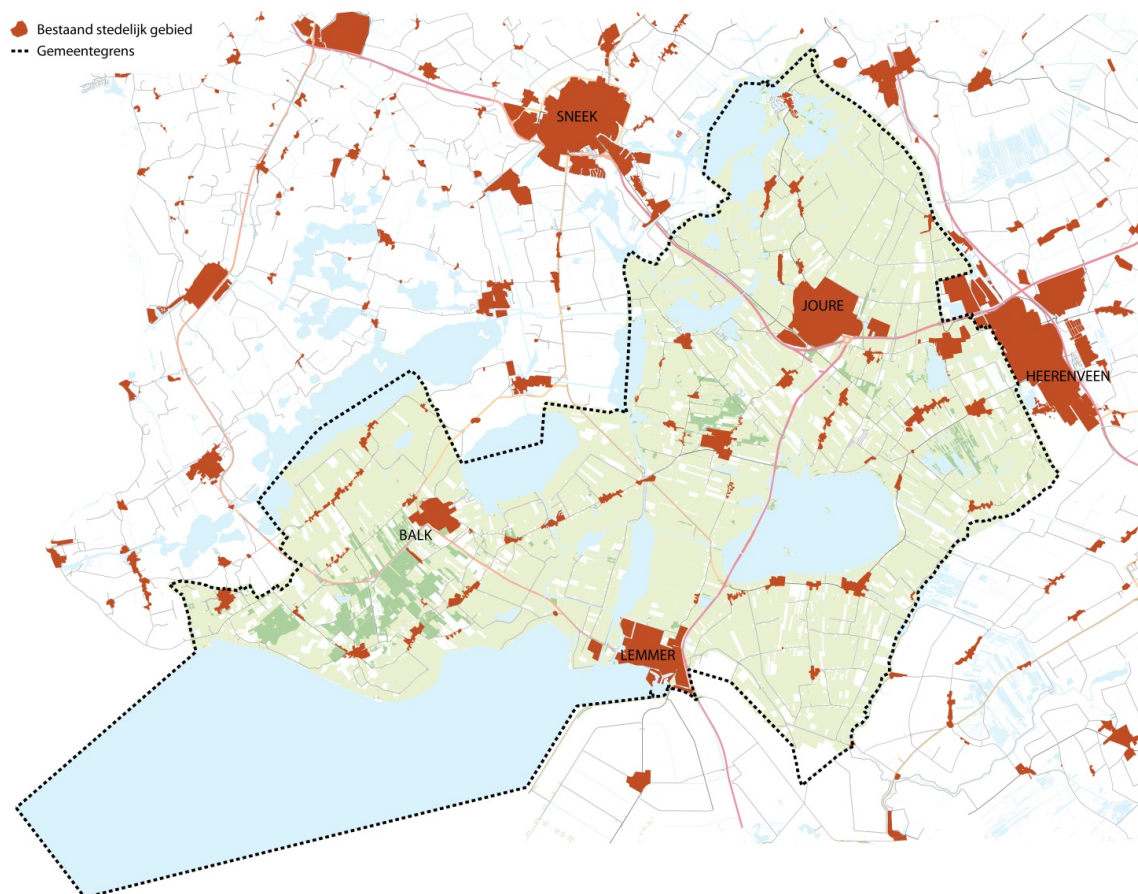 Bestaand stedelijk gebied
Gemeentegrens
SNEEK
JOURE
HEERENVEEN
BALK
LEMMER